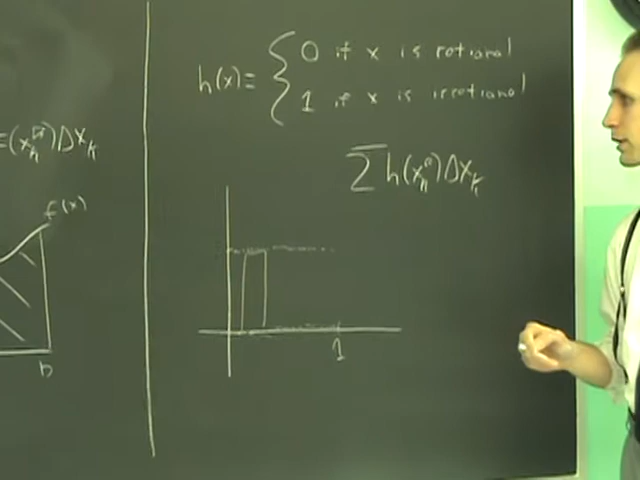 h(x) = { 0 if x is rational
1 if x is irrational
=(x_k^*)Δx_k
Σ h(x_k^*)Δx_k
f(x)
b
1